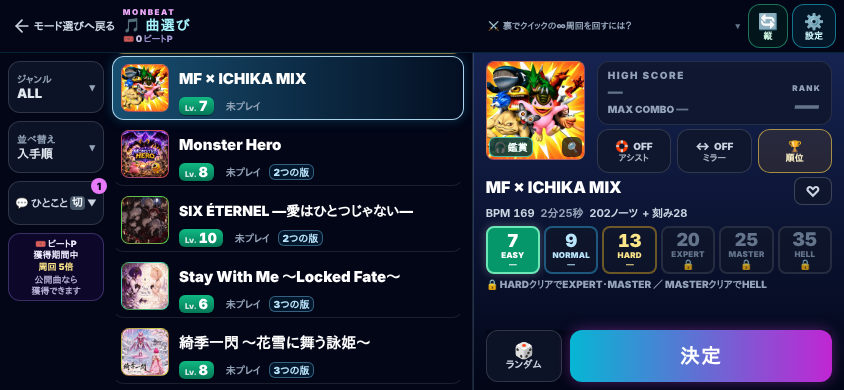 MONBEAT
← モード選びへ戻る
🎵 曲選び
🎟 0 ビートP
⚔ 裏でクイックの∞周回を回すには? ▼
🔄 縦
⚙ 設定
ジャンル
ALL ▼
並べ替え
入手順 ▼
💬 ひとこと 切 ▼
1
🎟 ビートP
獲得期間中
周回 5倍
公開曲なら
獲得できます
MF × ICHIKA MIX
Lv. 7 未プレイ
Monster Hero
Lv. 8 未プレイ 2つの版
SIX ÉTERNEL —愛はひとつじゃない—
Lv. 10 未プレイ 2つの版
Stay With Me 〜Locked Fate〜
Lv. 6 未プレイ 3つの版
綺季一閃 〜花雪に舞う詠姫〜
Lv. 8 未プレイ 3つの版
HERO
🎧 鑑賞
HIGH SCORE
—
RANK
—
MAX COMBO —
🛟 OFF
アシスト
↔ OFF
ミラー
🏆
順位
MF × ICHIKA MIX
♡
BPM 169 2分25秒 202ノーツ + 刻み28
7
EASY
—
9
NORMAL
—
13
HARD
—
20
EXPERT
🔒
25
MASTER
🔒
35
HELL
🔒
🔒 HARDクリアでEXPERT·MASTER ／ MASTERクリアでHELL
🎲
ランダム
決定